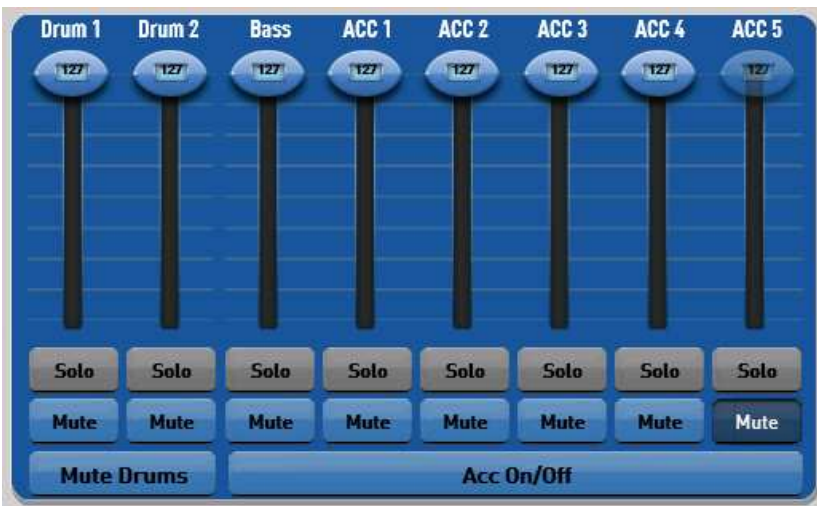 Drum 1 Drum 2 Bass ACC 1 ACC 2 ACC 3 ACC 4 ACC 5
127 127 127 127 127 127 127 127
Solo Solo Solo Solo Solo Solo Solo Solo
Mute Mute Mute Mute Mute Mute Mute Mute
Mute Drums Acc On/Off